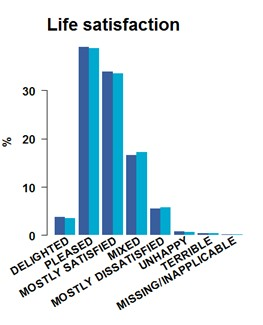 Life satisfaction
%
30
20
10
0
DELIGHTED
PLEASED
MOSTLY SATISFIED
MIXED
MOSTLY DISSATISFIED
UNHAPPY
TERRIBLE
MISSING/INAPPLICABLE